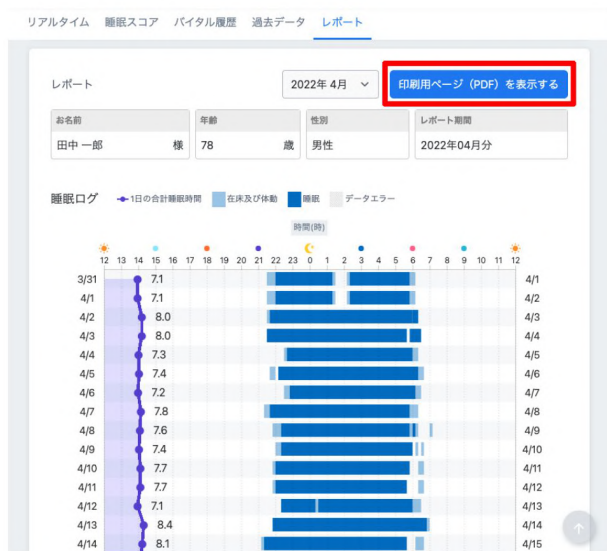 リアルタイム 睡眠スコア バイタル履歴 過去データ レポート
レポート 2022年 4月 印刷用ページ（PDF）を表示する
お名前 年齢 性別 レポート期間
田中 一郎 様 78 歳 男性 2022年04月分
睡眠ログ 1日の合計睡眠時間 在床及び体動 睡眠 データエラー
時間(時)
12 13 14 15 16 17 18 19 20 21 22 23 0 1 2 3 4 5 6 7 8 9 10 11 12
3/31 7.1 4/1
4/1 7.1 4/2
4/2 8.0 4/3
4/3 8.0 4/4
4/4 7.3 4/5
4/5 7.4 4/6
4/6 7.2 4/7
4/7 7.8 4/8
4/8 7.6 4/9
4/9 7.4 4/10
4/10 7.7 4/11
4/11 7.7 4/12
4/12 7.1 4/13
4/13 8.4 4/14
4/14 8.1 4/15